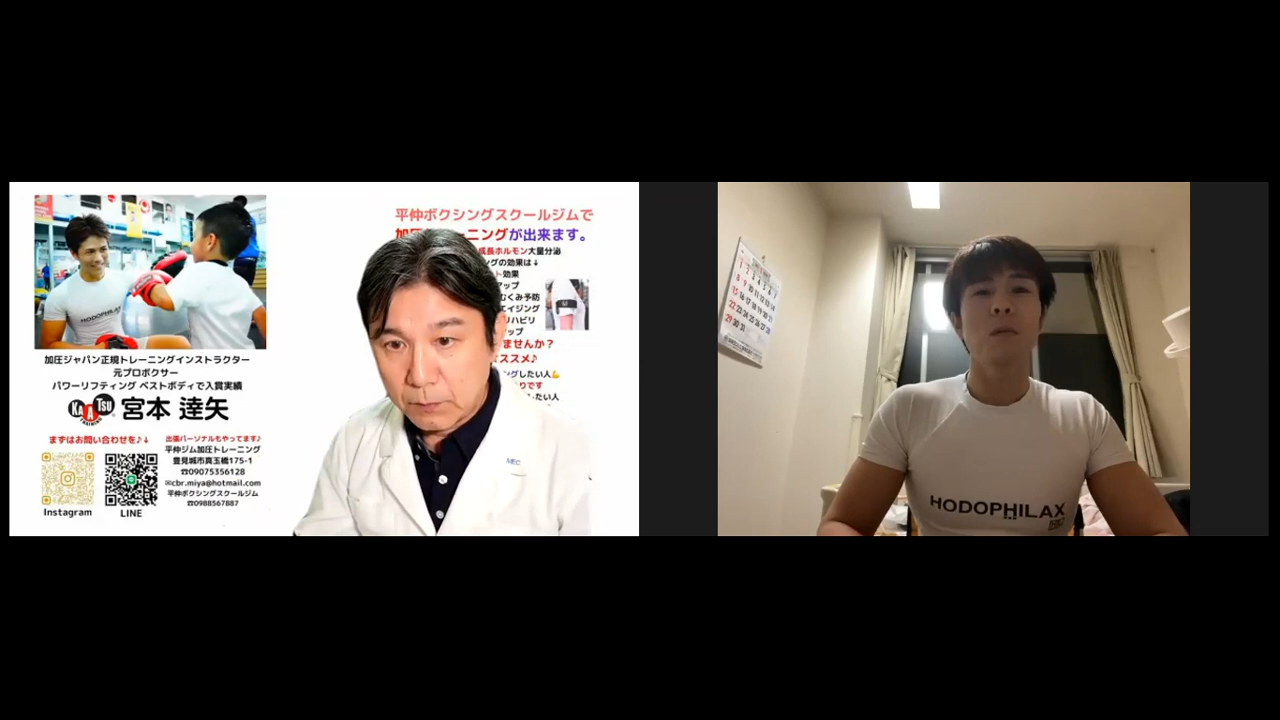 HODOPHILAX
加圧ジャパン正規トレーニングインストラクター
元プロボクサー
パワーリフティング ベストボディで入賞実績
KAATSU
TRAINING
宮本 達矢
まずはお問い合わせを♪↓
Instagram
LINE
出張パーソナルもやってます♪
平仲ジム加圧トレーニング
豊見城市真玉橋175-1
☎09075356128
✉cbr.miya@hotmail.com
平仲ボクシングスクールジム
☎0988567887
平仲ボクシングスクールジムで
加圧ーニングが出来ます。
成長ホルモン大量分泌
ングの効果は↓
ト効果
アップ
むくみ予防
エイジング
リハビリ
ップ
ませんか？
ススメ♪
ングしたい人💪
りです
したい人
MEC
HODOPHILAX